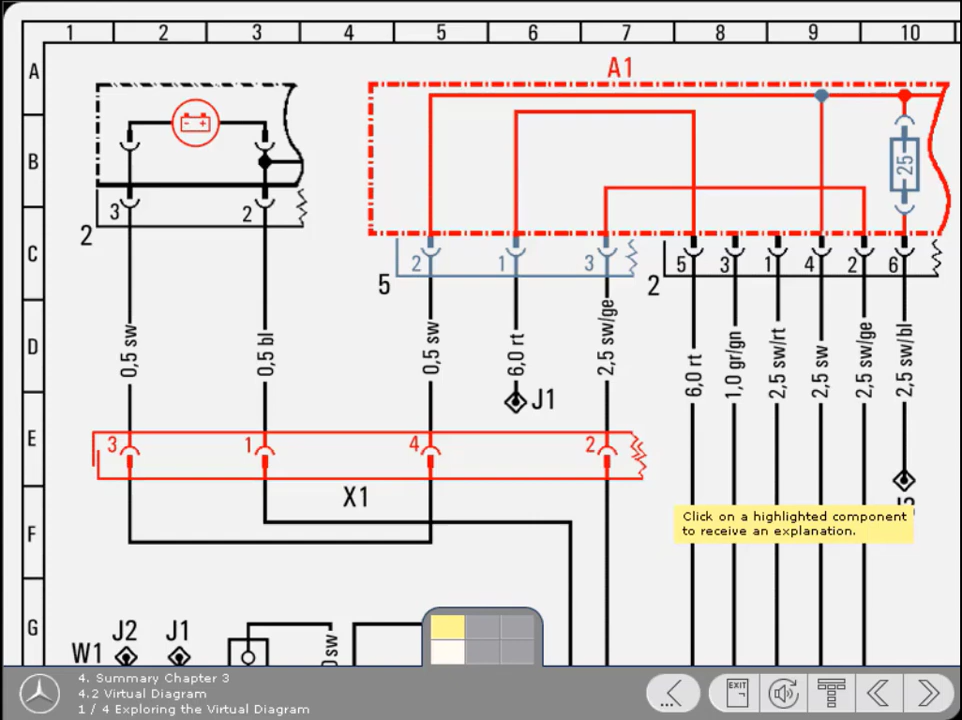 1 2 3 4 5 6 7 8 9 10
A
A1
B
25
3 2
2
C
2 1 3
5
5 3 1 4 2 6
2
D
0,5 sw
0,5 bl
0,5 sw
6,0 rt
2,5 sw/ge
6,0 rt
1,0 gr/gn
2,5 sw/rt
2,5 sw
2,5 sw/ge
2,5 sw/bl
J1
E
3 1 4 2
X1
Click on a highlighted component
to receive an explanation.
F
G
J2 J1
W1
sw
4. Summary Chapter 3
4.2 Virtual Diagram
1 / 4 Exploring the Virtual Diagram
...
EXIT